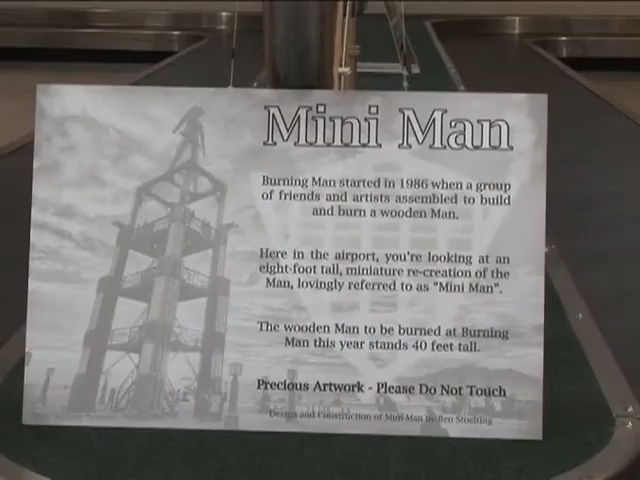 Mini Man
Burning Man started in 1986 when a group
of friends and artists assembled to build
and burn a wooden Man.
Here in the airport, you're looking at an
eight-foot tall, miniature re-creation of the
Man, lovingly referred to as "Mini Man".
The wooden Man to be burned at Burning
Man this year stands 40 feet tall.
Precious Artwork - Please Do Not Touch
Design and Construction of Mini Man by Ben Stoelting